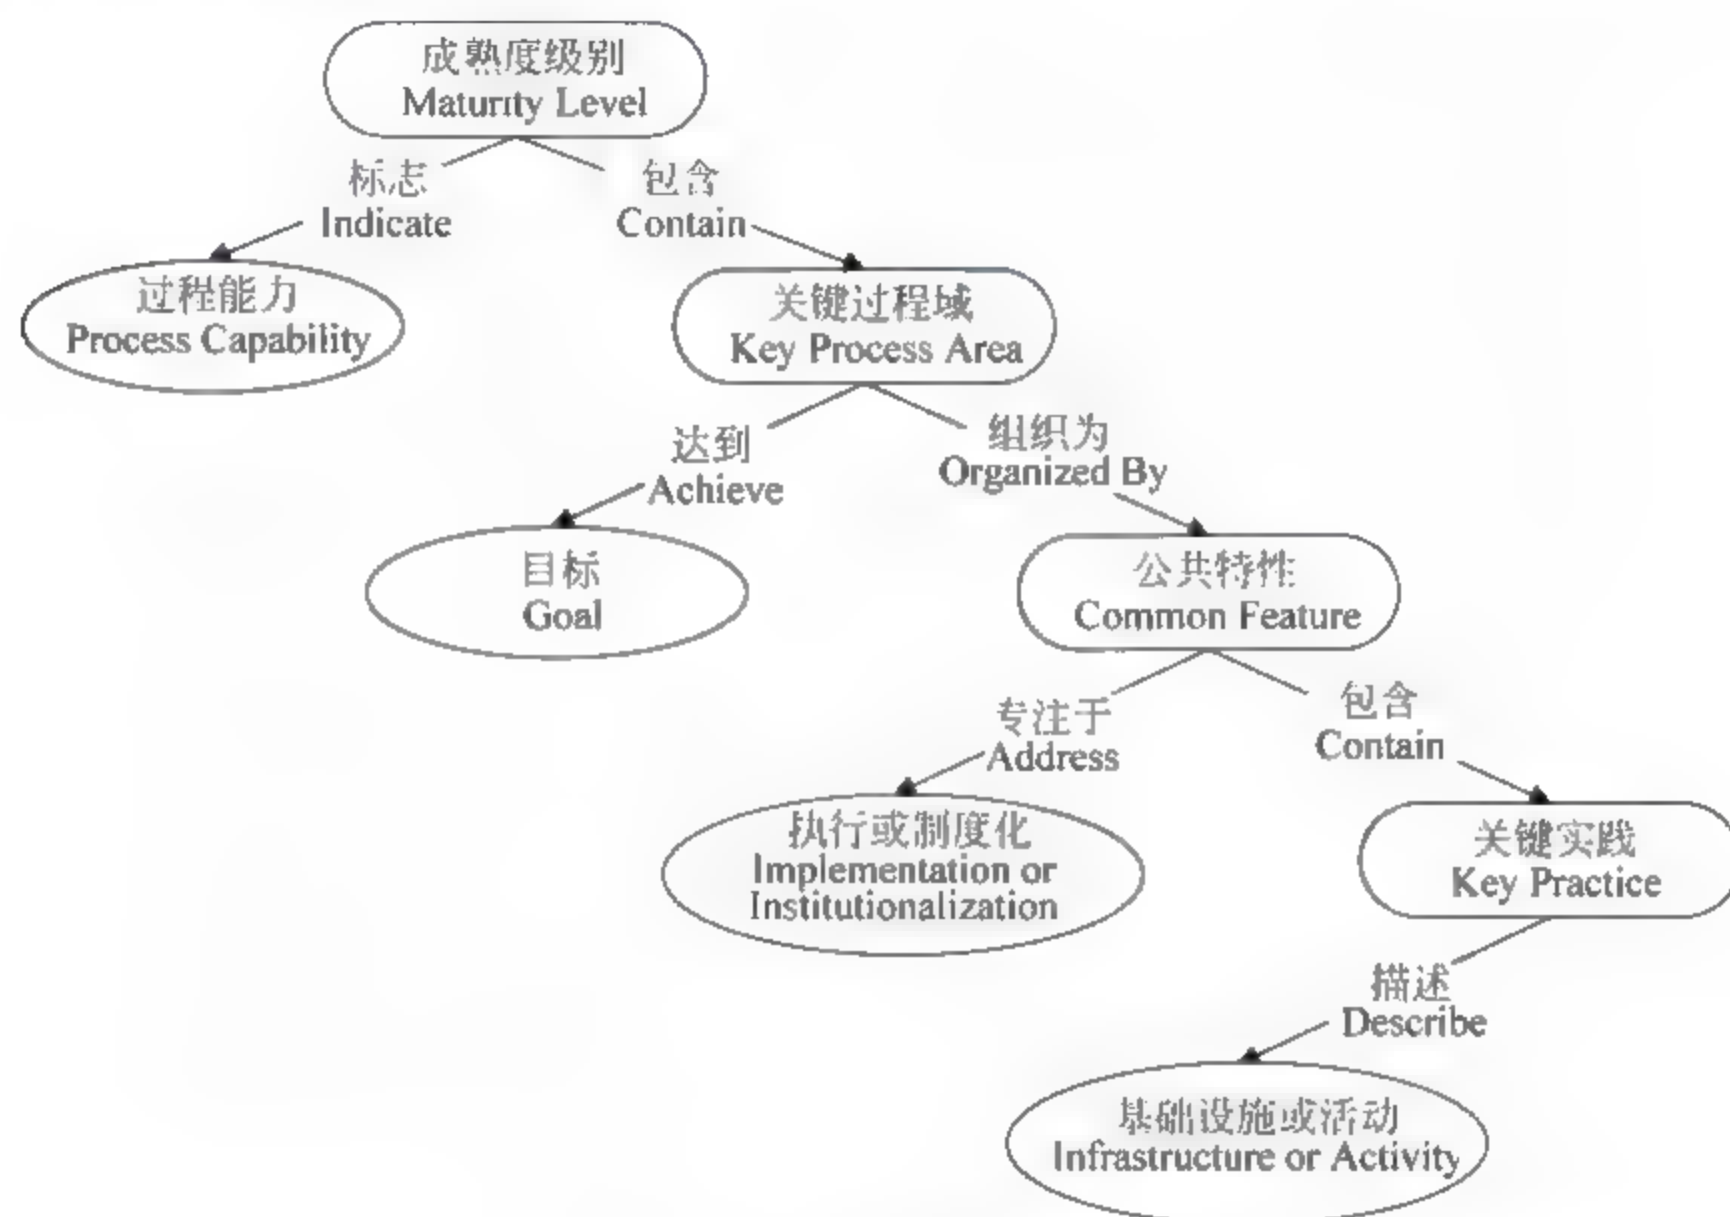 成熟度级别
Maturity Level
标志
Indicate
包含
Contain
过程能力
Process Capability
关键过程域
Key Process Area
达到
Achieve
组织为
Organized By
目标
Goal
公共特性
Common Feature
专注于
Address
包含
Contain
执行或制度化
Implementation or
Institutionalization
关键实践
Key Practice
描述
Describe
基础设施或活动
Infrastructure or Activity